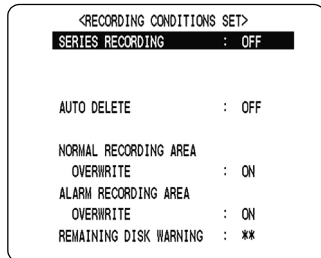 <RECORDING CONDITIONS SET>
SERIES RECORDING : OFF
AUTO DELETE : OFF
NORMAL RECORDING AREA
OVERWRITE : ON
ALARM RECORDING AREA
OVERWRITE : ON
REMAINING DISK WARNING : **